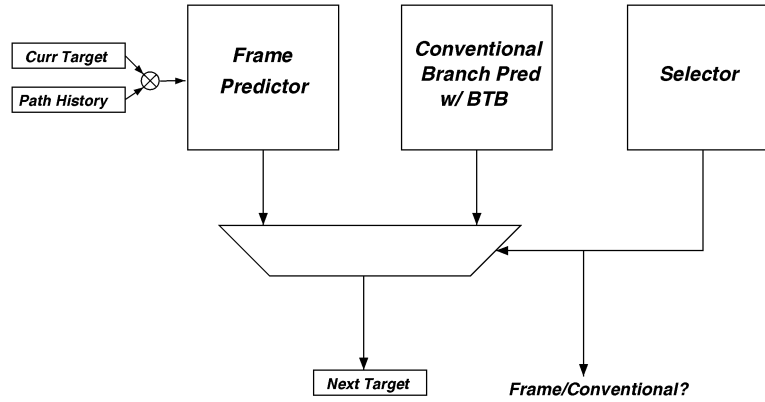 Curr Target
Path History
Frame
Predictor
Conventional
Branch Pred
w/ BTB
Selector
Next Target
Frame/Conventional?